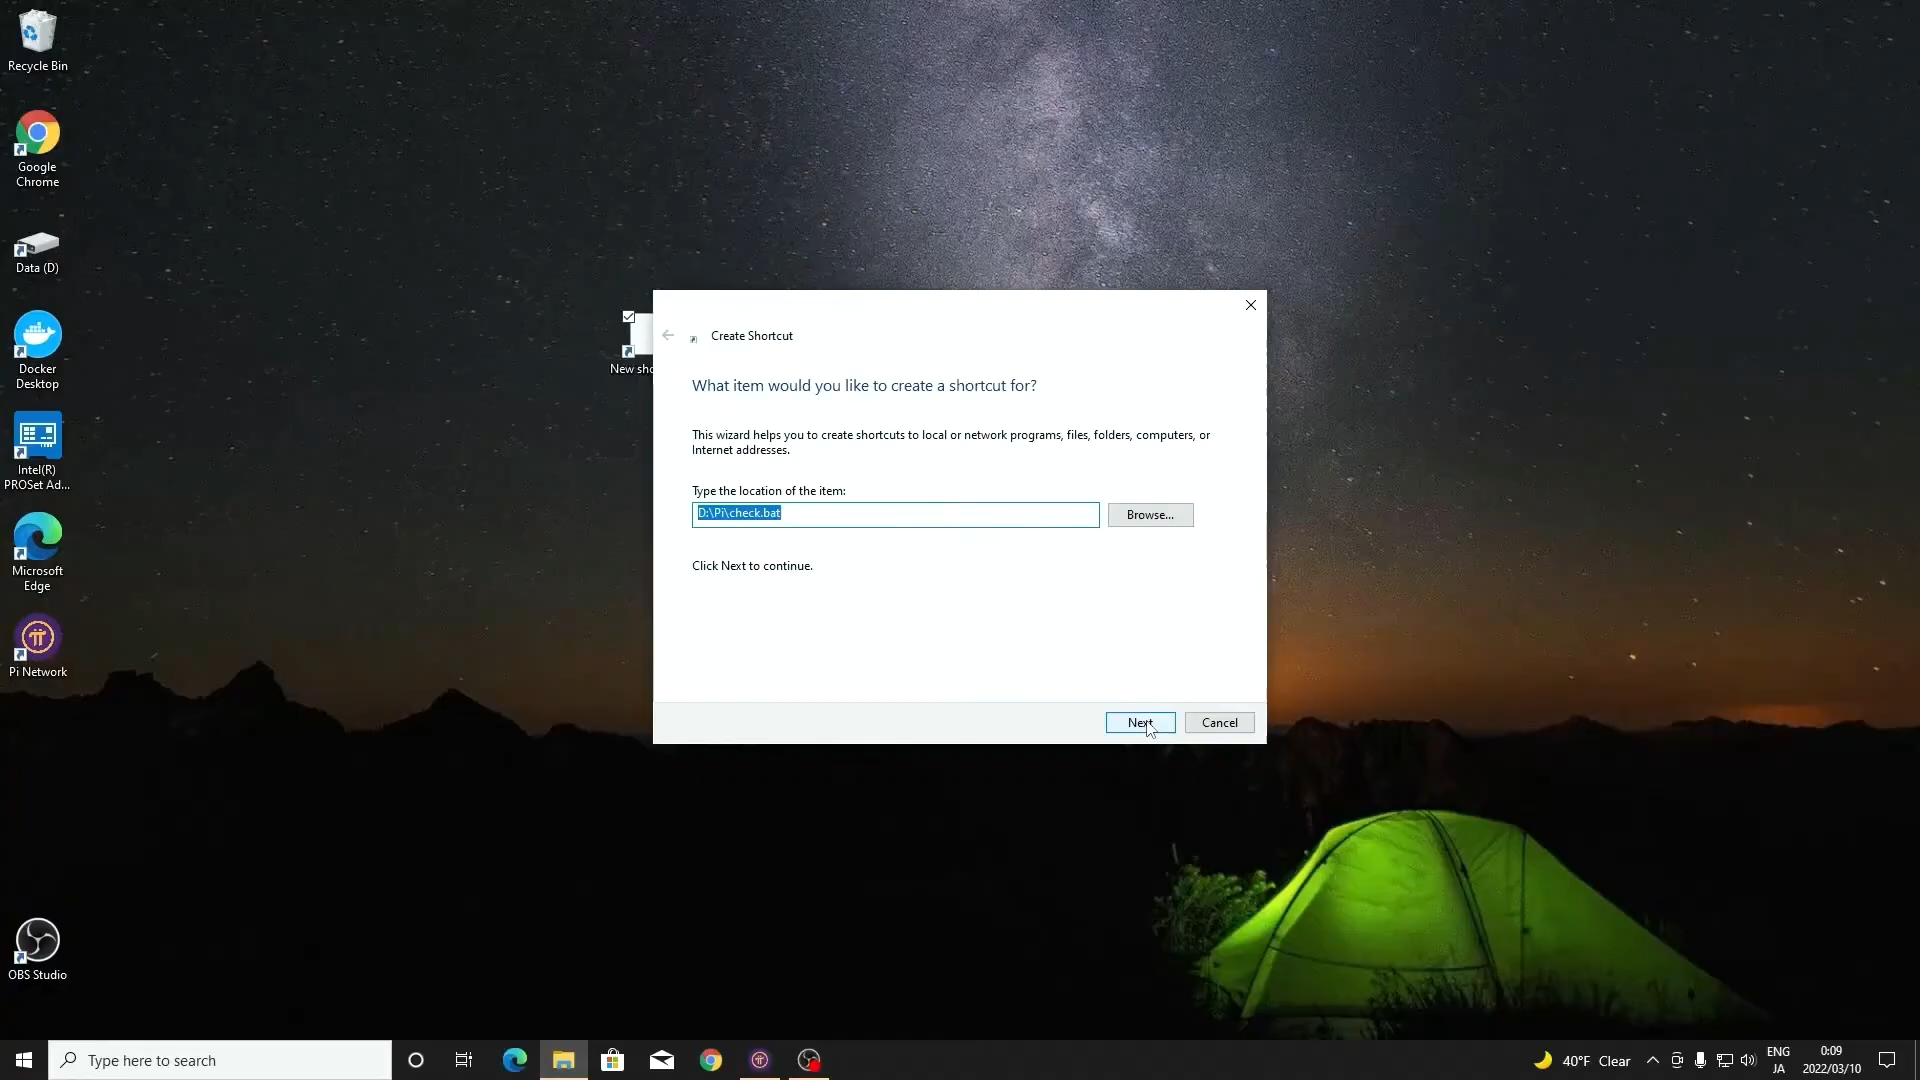 Recycle Bin
Google
Chrome
Data (D)
Docker
Desktop
Intel(R)
PROSet Ad...
Microsoft
Edge
Pi Network
OBS Studio
New sho
Create Shortcut
What item would you like to create a shortcut for?
This wizard helps you to create shortcuts to local or network programs, files, folders, computers, or
Internet addresses.
Type the location of the item:
D:\Pi\check.bat
Browse...
Click Next to continue.
Next
Cancel
Type here to search
40°F Clear
ENG
JA
0:09
2022/03/10